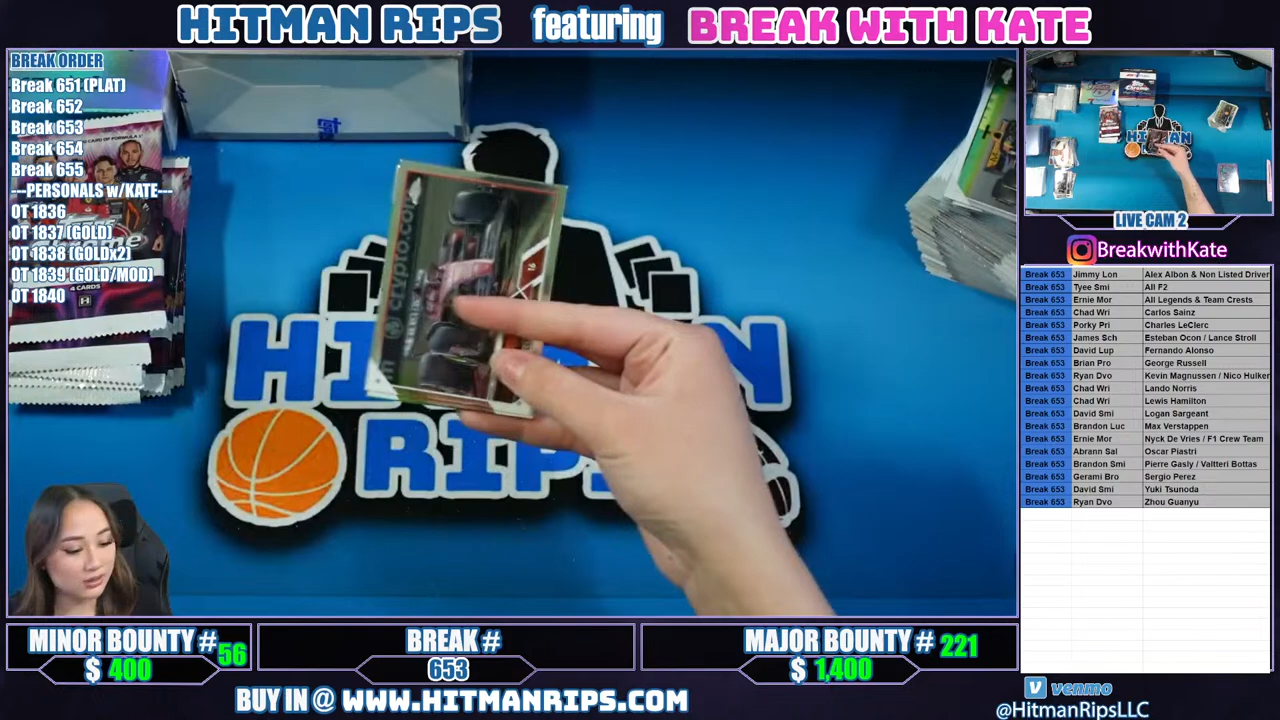 HITMAN RIPS featuring BREAK WITH KATE
BREAK ORDER
Break 651 (PLAT)
Break 652
Break 653
Break 654
Break 655
---PERSONALS w/KATE---
OT 1836
OT 1837 (GOLD)
OT 1838 (GOLDx2)
OT 1839 (GOLD/MOD)
OT 1840
4 CARDS
crypto.co
RIPS
LIVE CAM 2
BreakwithKate
Break 653 Jimmy Lon Alex Albon & Non Listed Driver
Break 653 Tyee Smi All F2
Break 653 Ernie Mor All Legends & Team Crests
Break 653 Chad Wri Carlos Sainz
Break 653 Porky Pri Charles LeClerc
Break 653 James Sch Esteban Ocon / Lance Stroll
Break 653 David Lup Fernando Alonso
Break 653 Brian Pro George Russell
Break 653 Ryan Dvo Kevin Magnussen / Nico Hulker
Break 653 Chad Wri Lando Norris
Break 653 Chad Wri Lewis Hamilton
Break 653 David Smi Logan Sargeant
Break 653 Brandon Luc Max Verstappen
Break 653 Ernie Mor Nyck De Vries / F1 Crew Team
Break 653 Abrann Sal Oscar Piastri
Break 653 Brandon Smi Pierre Gasly / Valtteri Bottas
Break 653 Gerami Bro Sergio Perez
Break 653 David Smi Yuki Tsunoda
Break 653 Ryan Dvo Zhou Guanyu
MINOR BOUNTY # 56
$ 400
BREAK #
653
MAJOR BOUNTY # 221
$ 1,400
BUY IN @ WWW.HITMANRIPS.COM
venmo
@HitmanRipsLLC